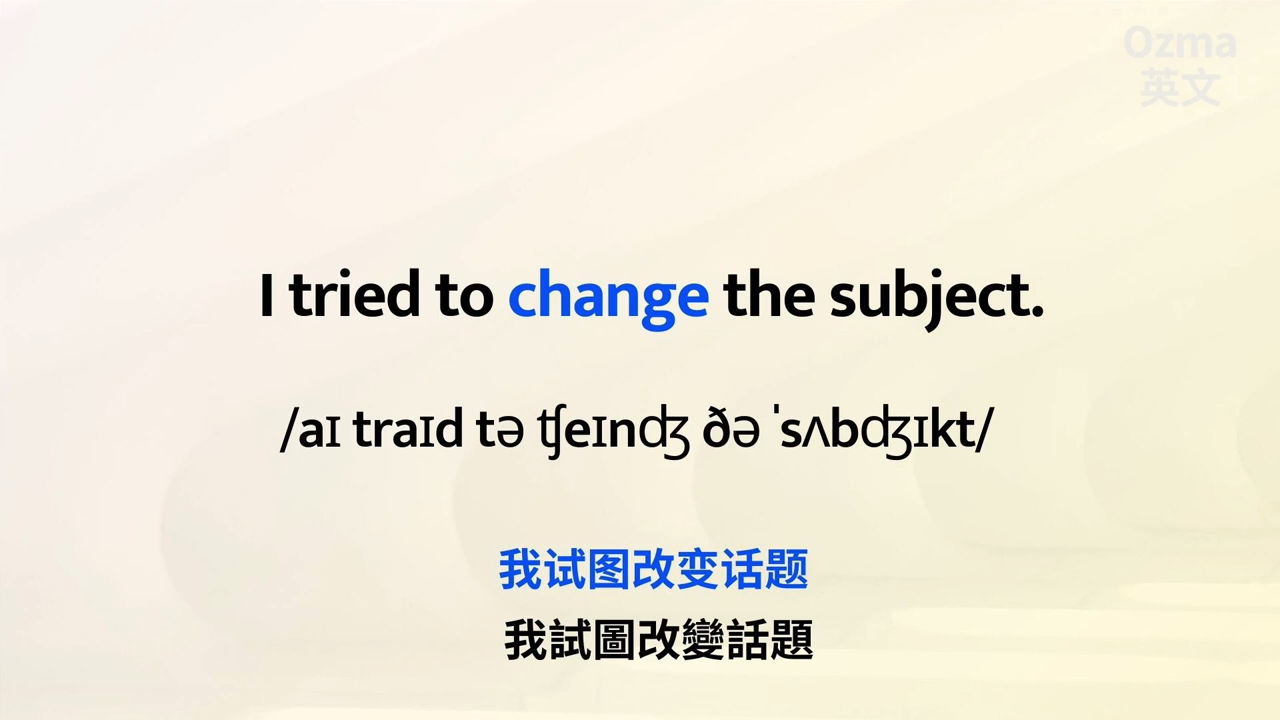 Ozma
英文
I tried to change the subject.
/aɪ traɪd tə ʧeɪnʤ ðə ˈsʌbʤɪkt/
我试图改变话题
我試圖改變話題